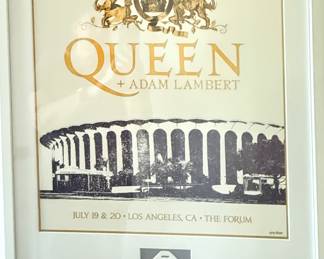 QUEEN
+ ADAM LAMBERT
JULY 19 & 20 • LOS ANGELES, CA • THE FORUM